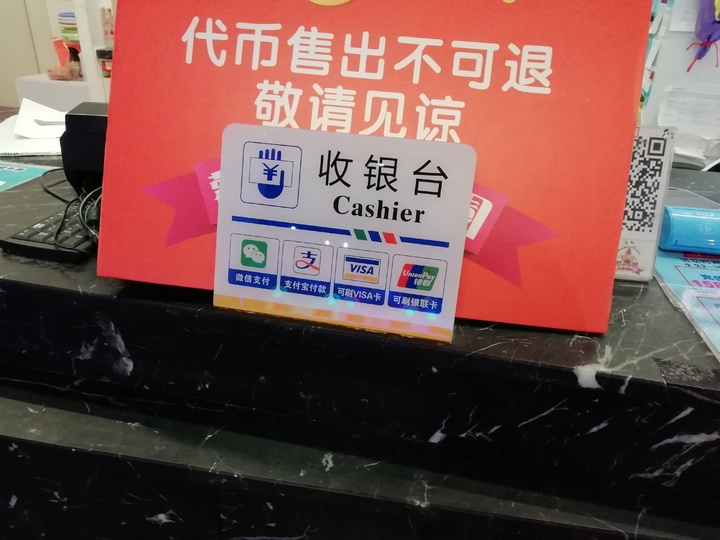 代币售出不可退
敬请见谅
¥
收银台
Cashier
VISA
UnionPay
银联
微信支付
支付宝付款
可刷VISA卡
可刷银联卡